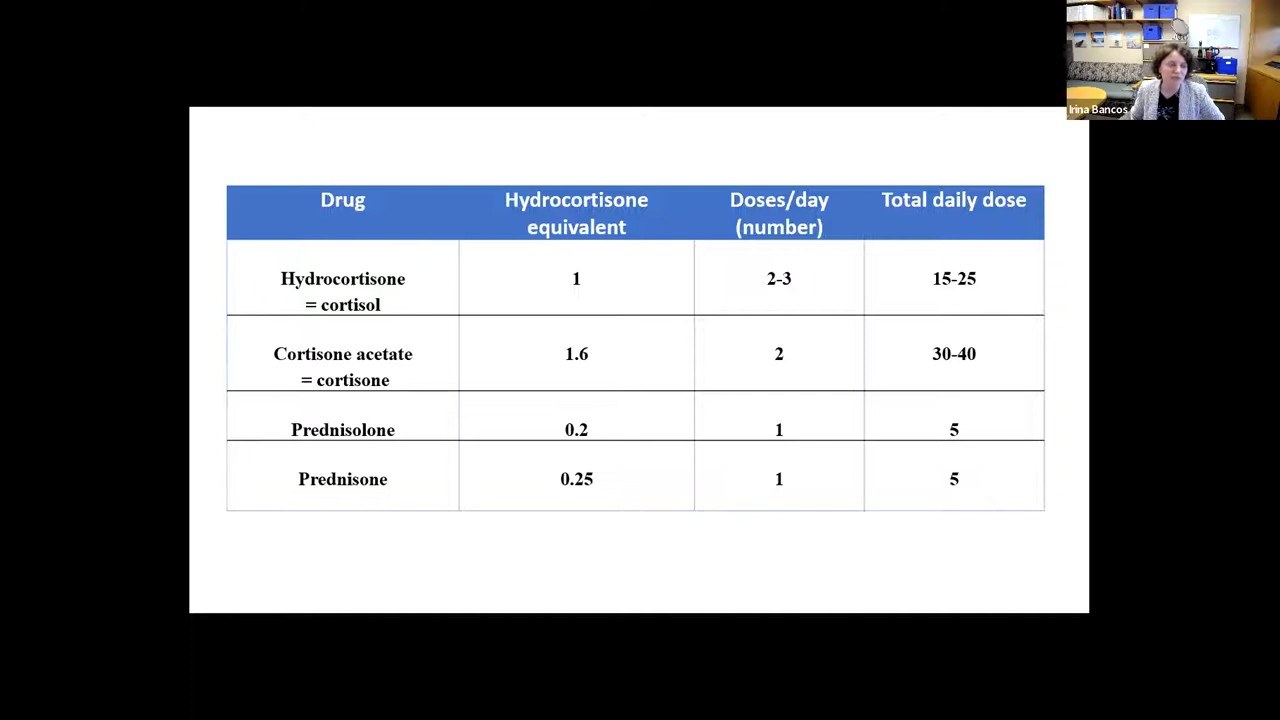 Irina Bancos
Drug
Hydrocortisone
equivalent
Doses/day
(number)
Total daily dose
Hydrocortisone
= cortisol
1
2-3
15-25
Cortisone acetate
= cortisone
1.6
2
30-40
Prednisolone
0.2
1
5
Prednisone
0.25
1
5